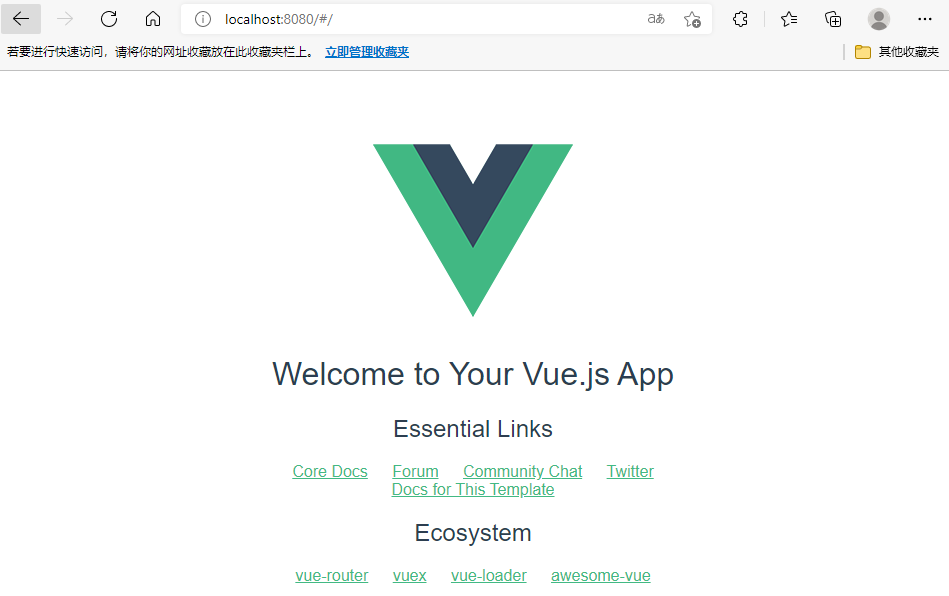 localhost:8080/#/
aあ
若要进行快速访问，请将你的网址收藏放在此收藏夹栏上。 立即管理收藏夹
其他收藏夹
Welcome to Your Vue.js App
Essential Links
Core Docs Forum Community Chat Twitter
Docs for This Template
Ecosystem
vue-router vuex vue-loader awesome-vue